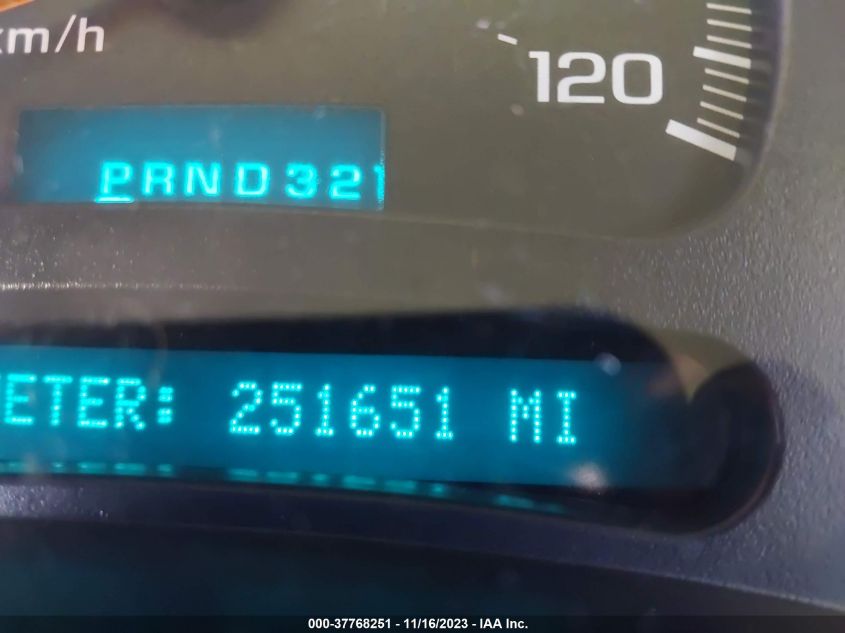 km/h
120
PRND321
ETER: 251651 MI
000-37768251 - 11/16/2023 - IAA Inc.